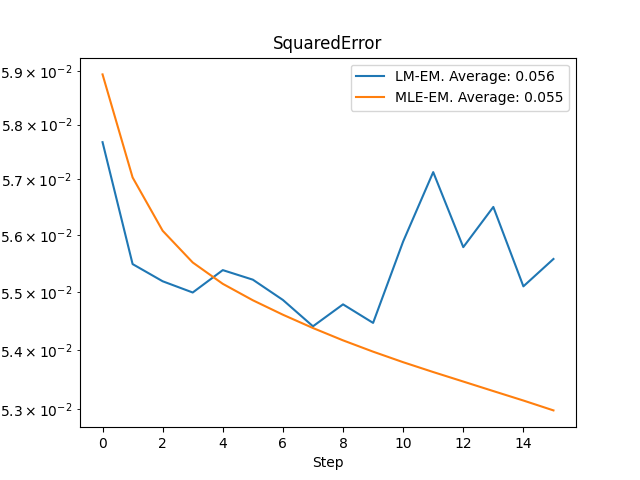 SquaredError
LM-EM. Average: 0.056
MLE-EM. Average: 0.055
5.9 × 10⁻²
5.8 × 10⁻²
5.7 × 10⁻²
5.6 × 10⁻²
5.5 × 10⁻²
5.4 × 10⁻²
5.3 × 10⁻²
0 2 4 6 8 10 12 14
Step